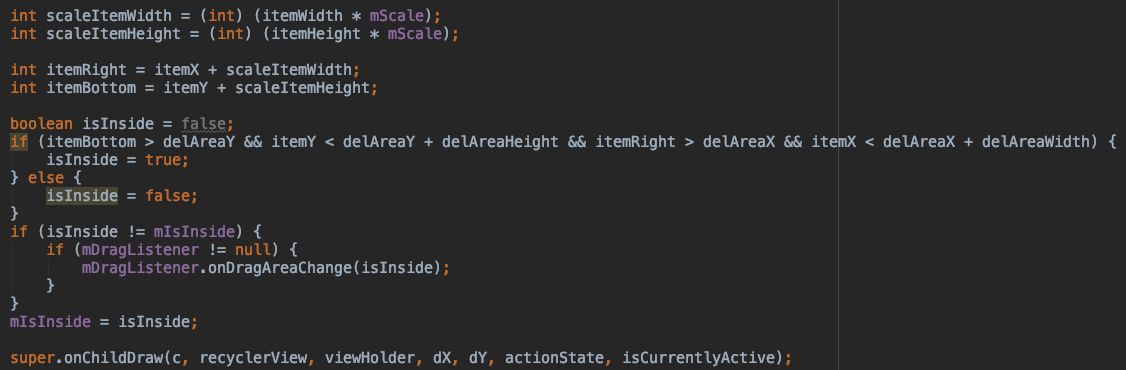 int scaleItemWidth = (int) (itemWidth * mScale);
int scaleItemHeight = (int) (itemHeight * mScale);
int itemRight = itemX + scaleItemWidth;
int itemBottom = itemY + scaleItemHeight;
boolean isInside = false;
if (itemBottom > delAreaY && itemY < delAreaY + delAreaHeight && itemRight > delAreaX && itemX < delAreaX + delAreaWidth) {
    isInside = true;
} else {
    isInside = false;
}
if (isInside != mIsInside) {
    if (mDragListener != null) {
        mDragListener.onDragAreaChange(isInside);
    }
}
mIsInside = isInside;
super.onChildDraw(c, recyclerView, viewHolder, dX, dY, actionState, isCurrentlyActive);